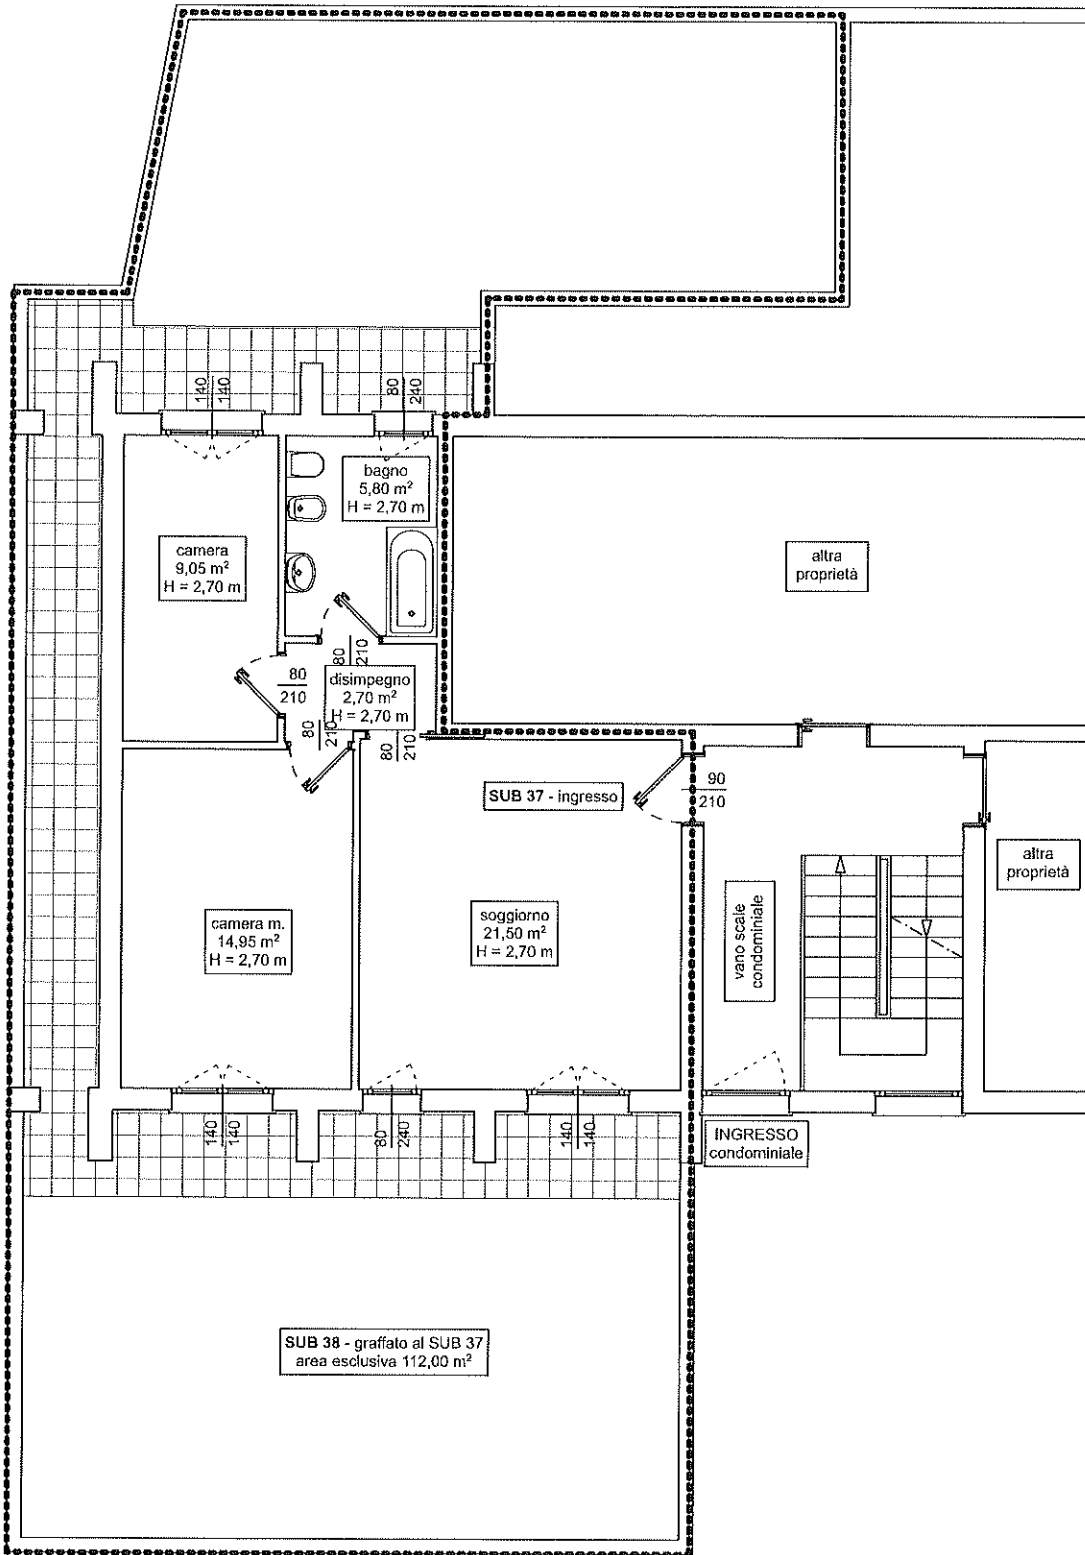 140
140
80
240
bagno
5,80 m²
H = 2,70 m
camera
9,05 m²
H = 2,70 m
altra
proprietà
80
210
80
210
disimpegno
2,70 m²
H = 2,70 m
80
210
80
210
SUB 37 - ingresso
90
210
altra
proprietà
camera m.
14,95 m²
H = 2,70 m
soggiorno
21,50 m²
H = 2,70 m
vano scale
condominiale
140
140
80
240
140
140
INGRESSO
condominiale
SUB 38 - graffato al SUB 37
area esclusiva 112,00 m²